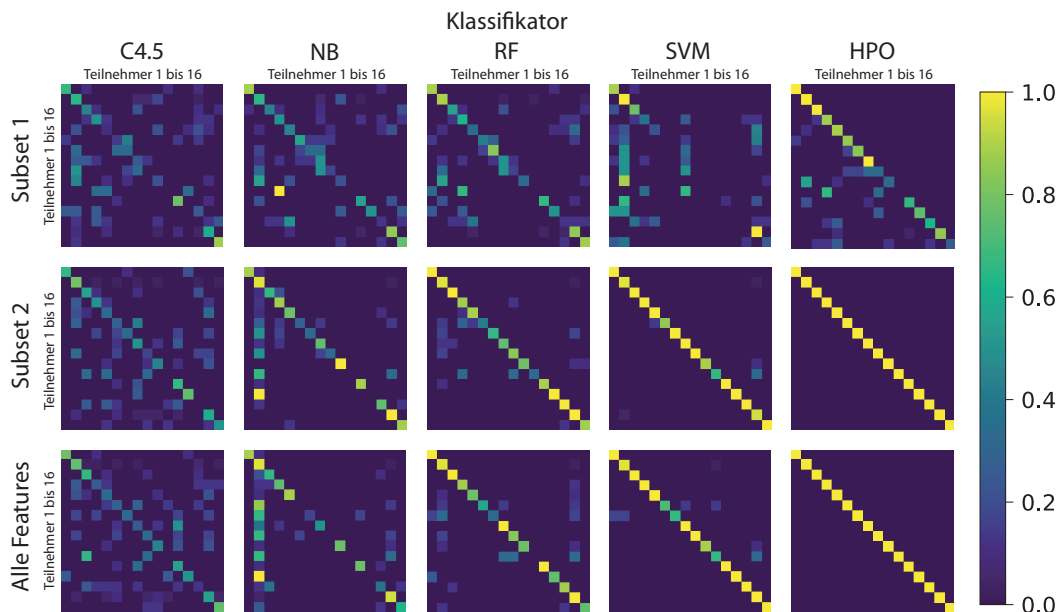 Klassifikator
C4.5 NB RF SVM HPO
Teilnehmer 1 bis 16 Teilnehmer 1 bis 16 Teilnehmer 1 bis 16 Teilnehmer 1 bis 16 Teilnehmer 1 bis 16
Subset 1
Teilnehmer 1 bis 16
Subset 2
Teilnehmer 1 bis 16
Alle Features
Teilnehmer 1 bis 16
1.0
0.8
0.6
0.4
0.2
0.0